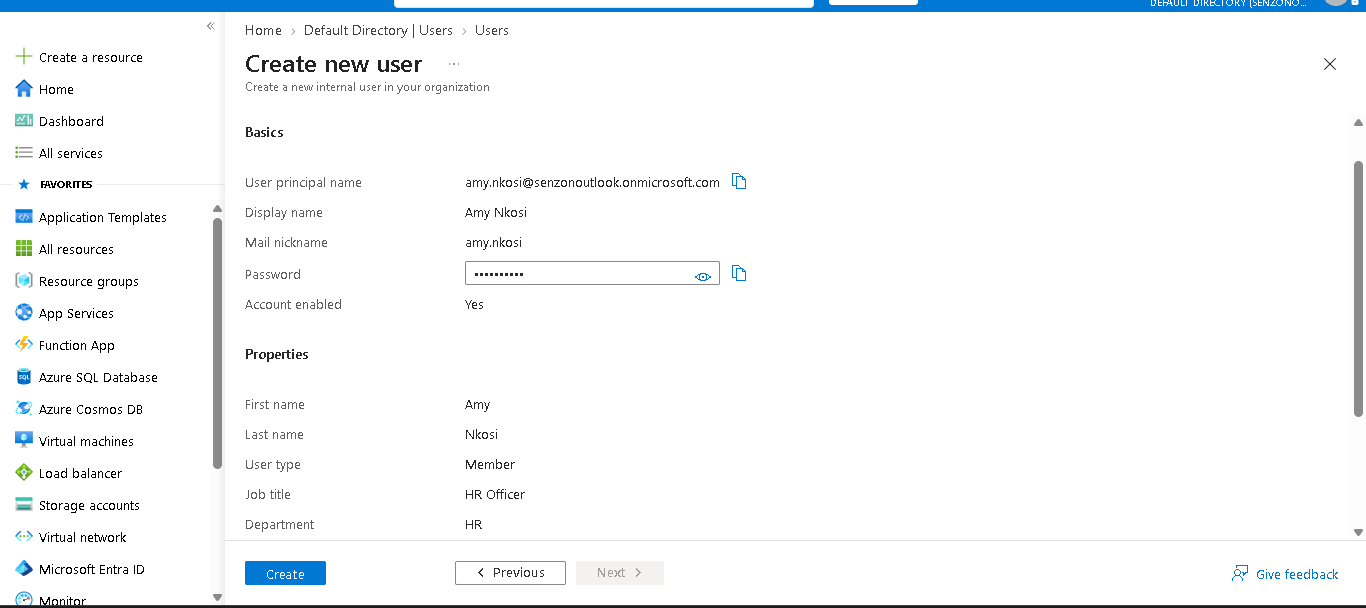 DEFAULT DIRECTORY (SENZONO...
Home > Default Directory | Users > Users
Create new user ...
Create a new internal user in your organization
Create a resource
Home
Dashboard
All services
FAVORITES
Application Templates
All resources
Resource groups
App Services
Function App
Azure SQL Database
Azure Cosmos DB
Virtual machines
Load balancer
Storage accounts
Virtual network
Microsoft Entra ID
Monitor
Basics
User principal name amy.nkosi@senzonoutlook.onmicrosoft.com
Display name Amy Nkosi
Mail nickname amy.nkosi
Password ••••••••••
Account enabled Yes
Properties
First name Amy
Last name Nkosi
User type Member
Job title HR Officer
Department HR
Create < Previous Next >
Give feedback